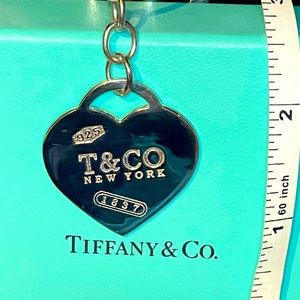 925
T&CO
NEW YORK
1837
TIFFANY & CO.
2
1
60 inch